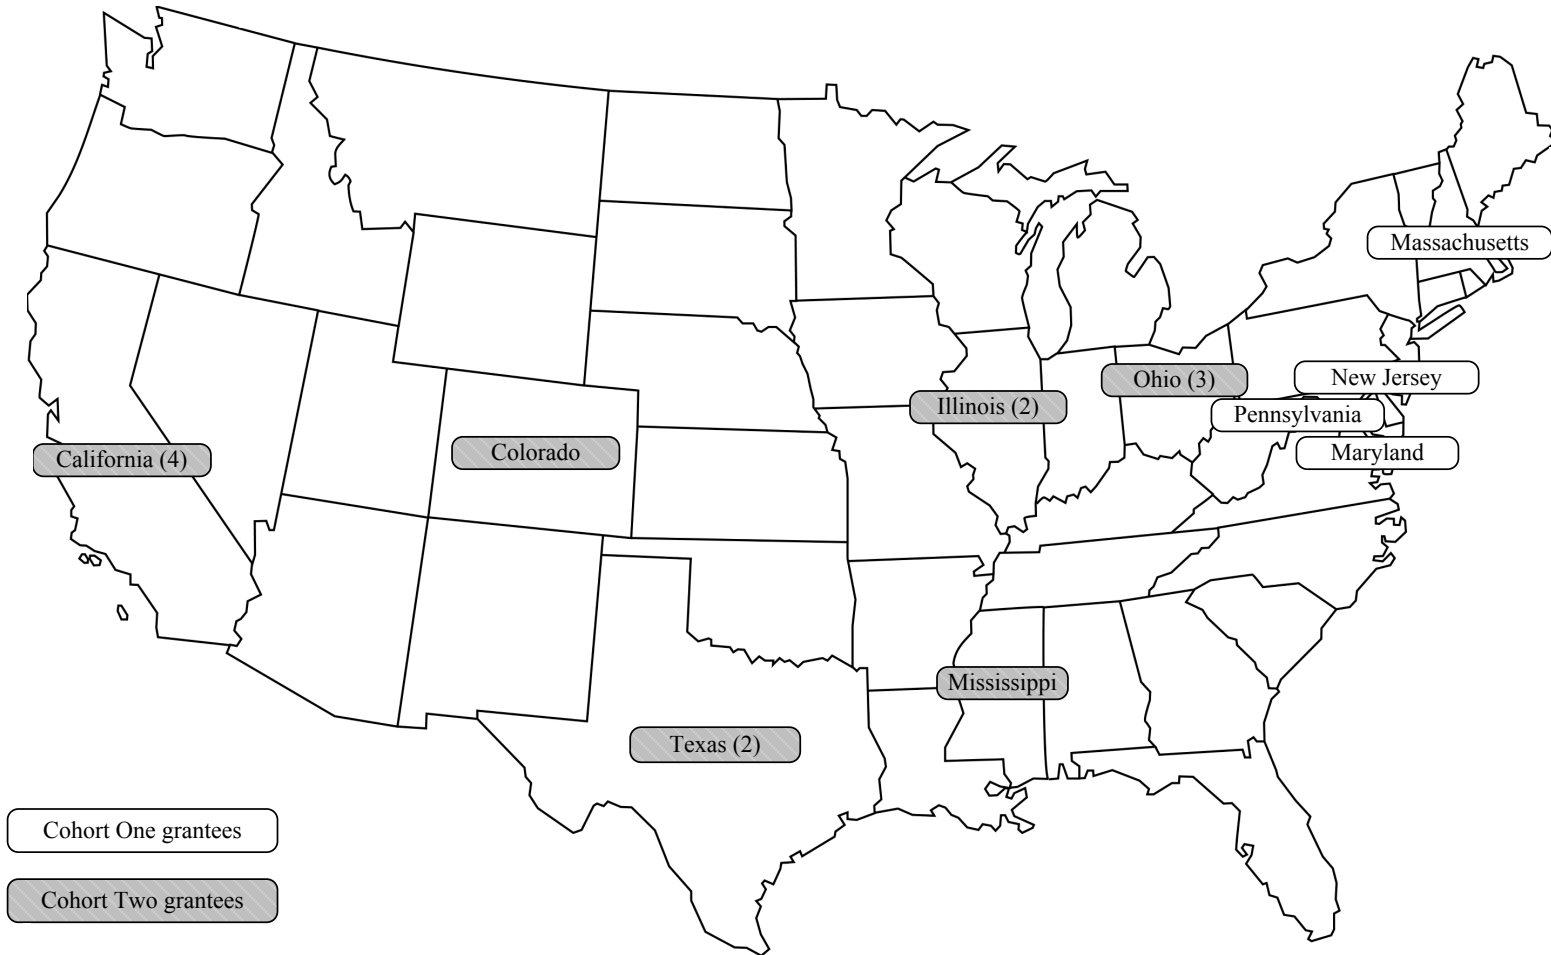 Massachusetts
New Jersey
Ohio (3)
Illinois (2)
Pennsylvania
Colorado
Maryland
California (4)
Mississippi
Texas (2)
Cohort One grantees
Cohort Two grantees